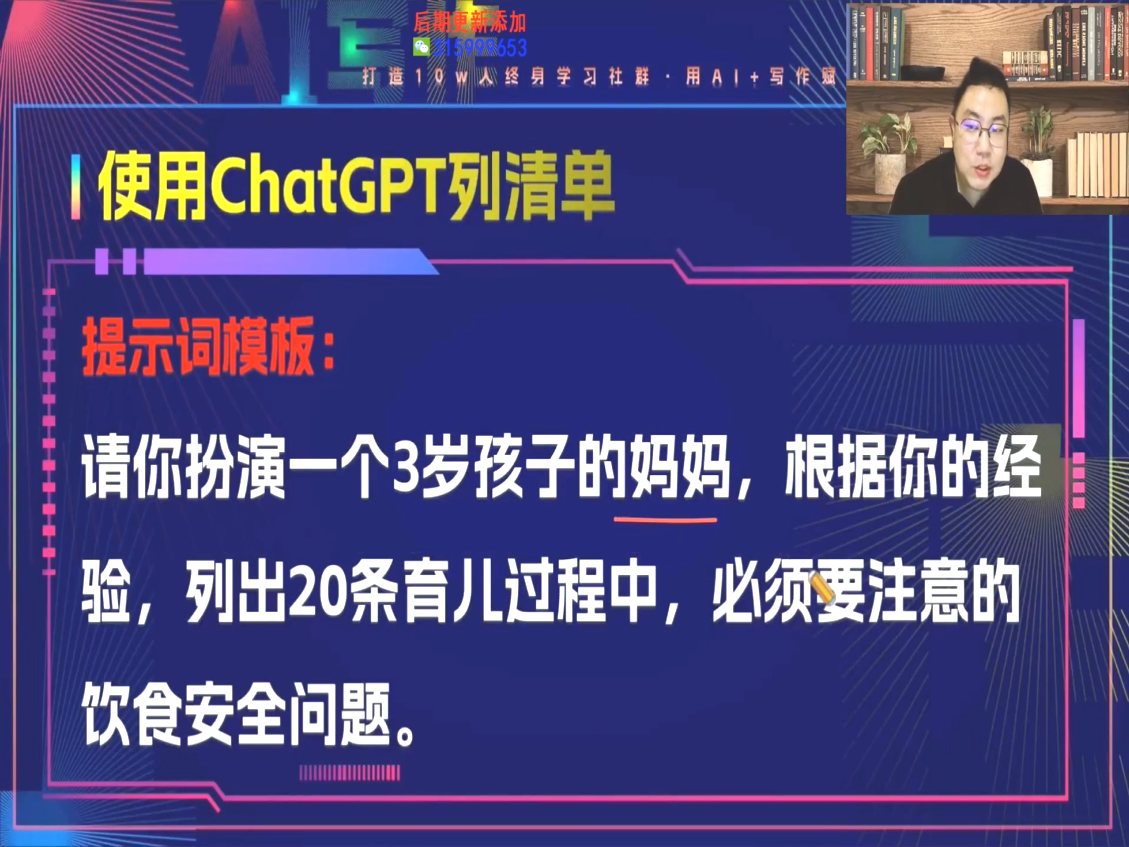 后期更新添加
315999653
打造10w人终身学习社群·用AI+写作赋
使用ChatGPT列清单
提示词模板：
请你扮演一个3岁孩子的妈妈，根据你的经
验，列出20条育儿过程中，必须要注意的
饮食安全问题。